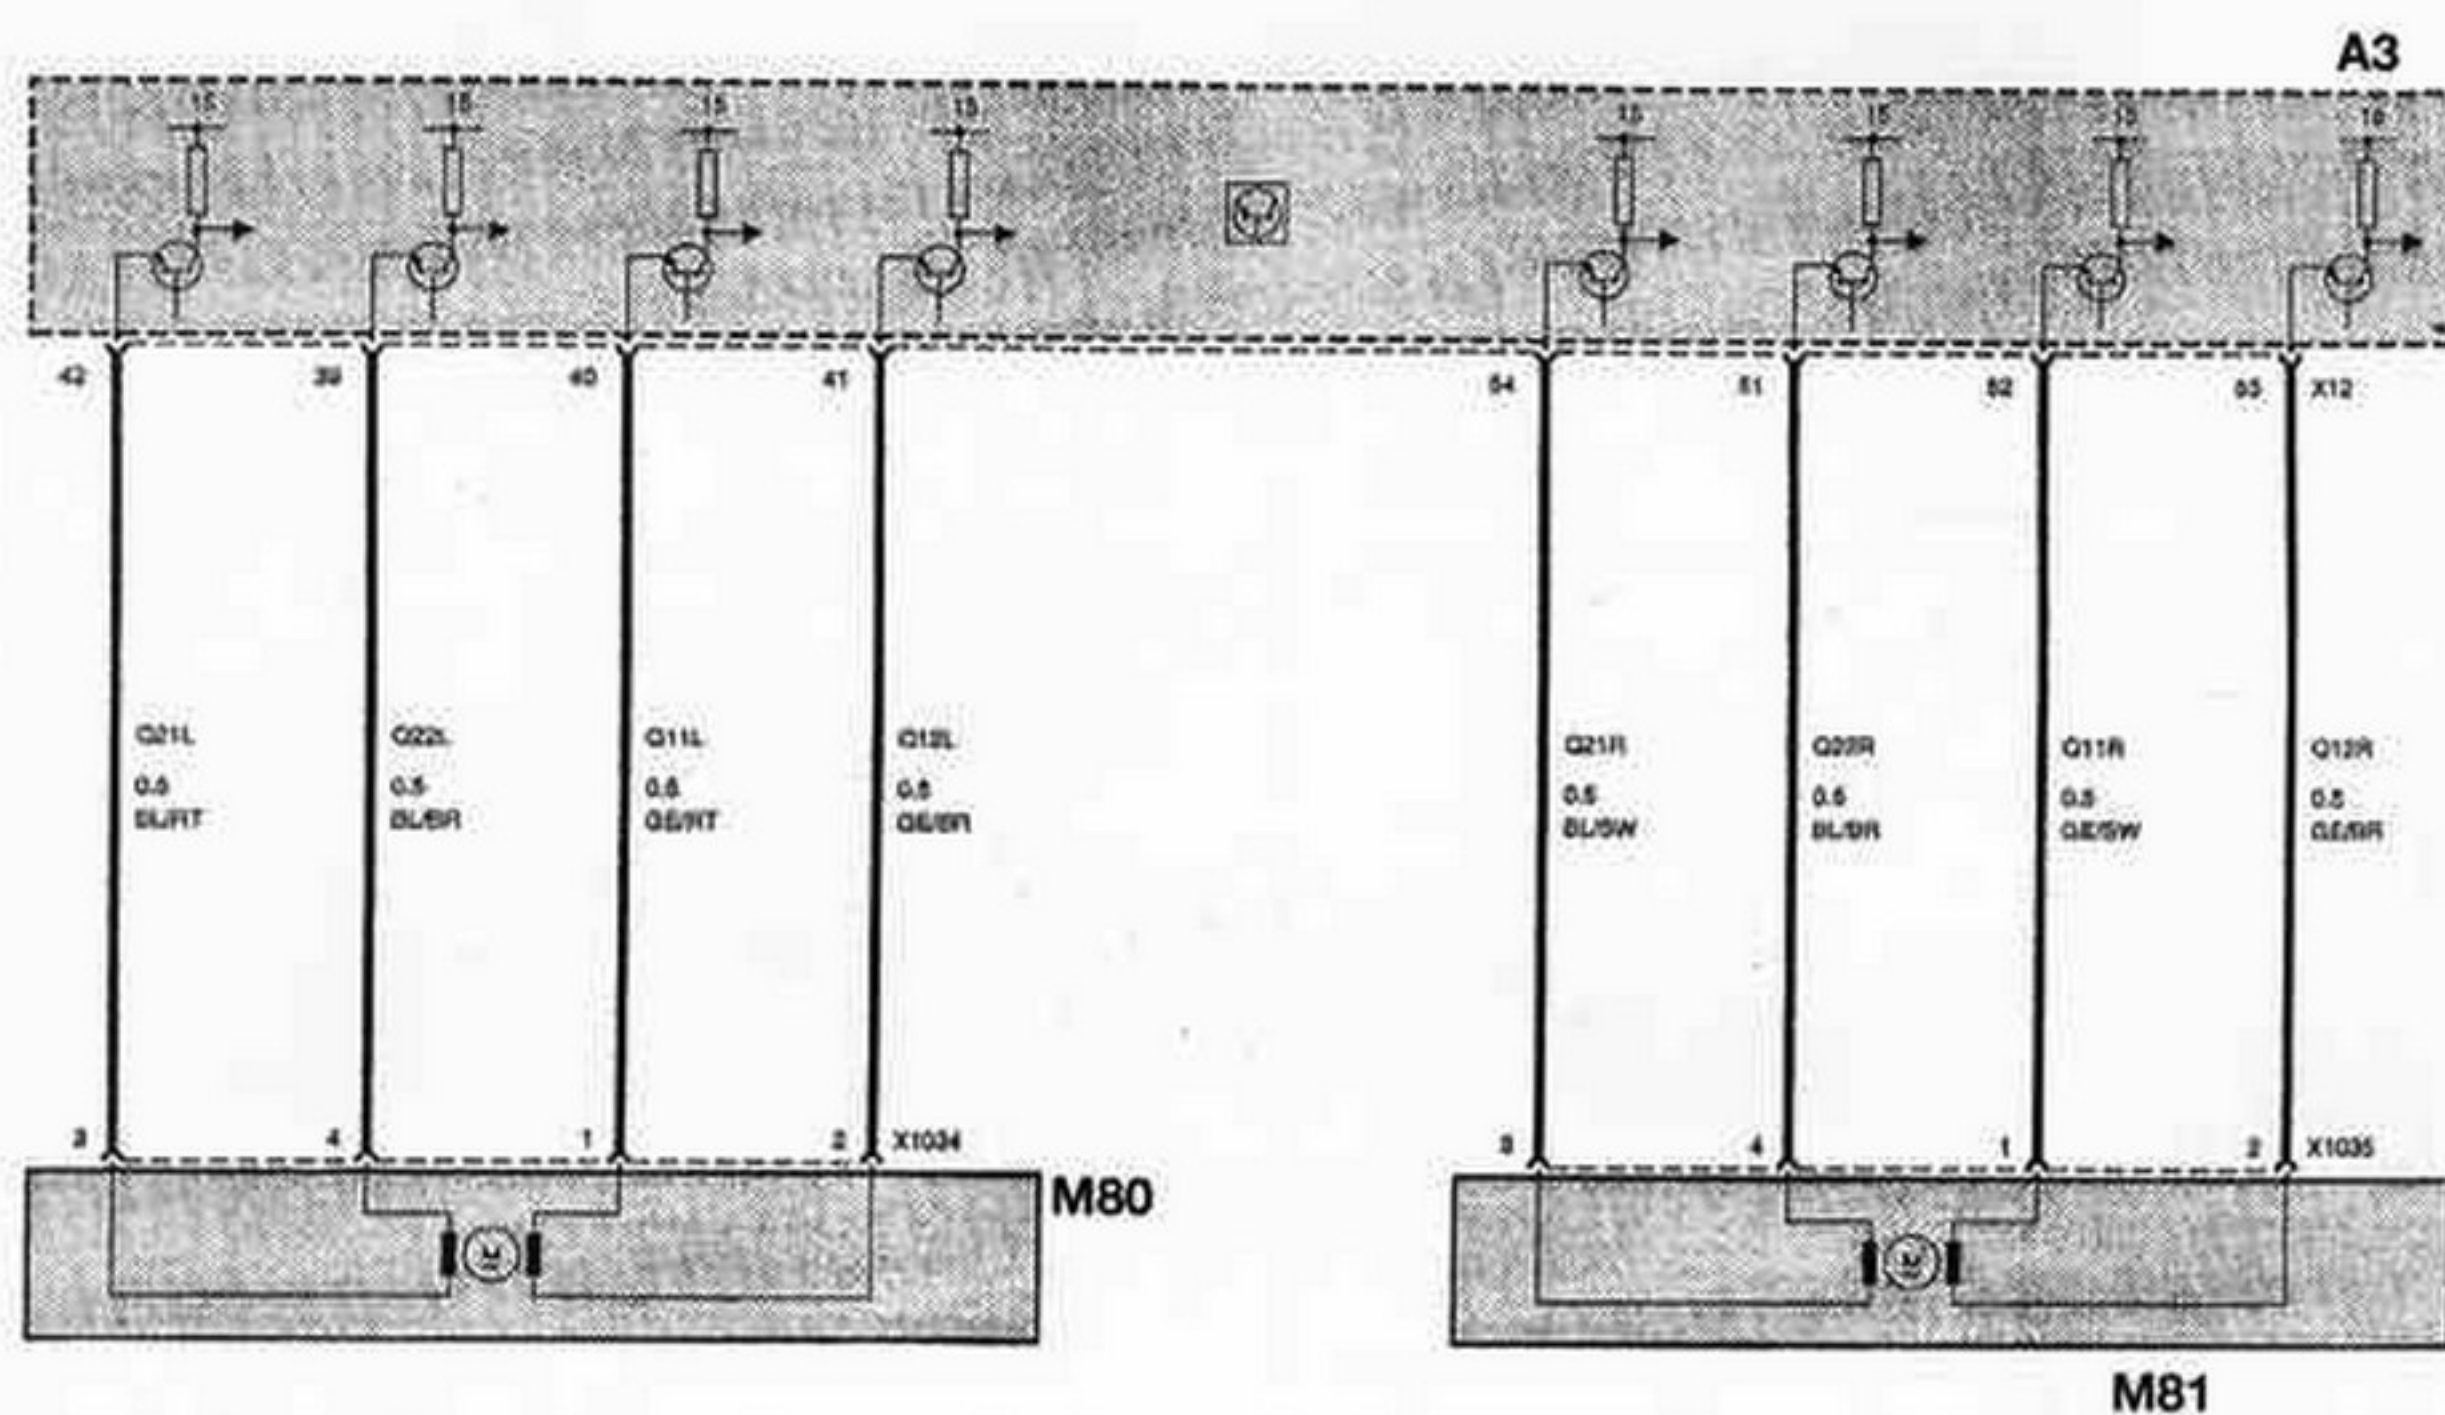 A3
15 15 15 15 15 15 15 15
43 39 40 41 54 51 52 53 X12
Q21L Q22L Q11L Q12L Q21R Q22R Q11R Q12R
0.5 0.5 0.5 0.5 0.5 0.5 0.5 0.5
BL/RT BL/BR GE/RT GE/BR BL/SW BL/BR GE/SW GE/BR
3 4 1 2 X1034 3 4 1 2 X1035
M80
M M
M81